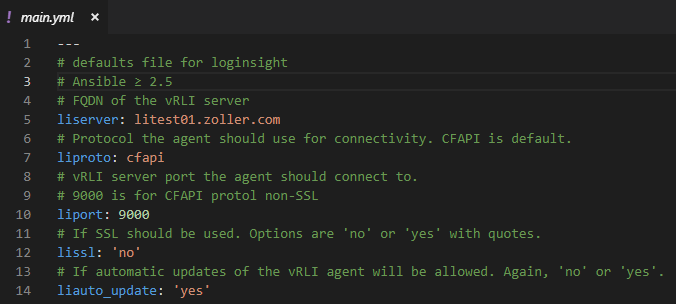 ! main.yml ×
1 ---
2 # defaults file for loginsight
3 # Ansible ≥ 2.5
4 # FQDN of the vRLI server
5 liserver: litest01.zoller.com
6 # Protocol the agent should use for connectivity. CFAPI is default.
7 liproto: cfapi
8 # vRLI server port the agent should connect to.
9 # 9000 is for CFAPI protol non-SSL
10 liport: 9000
11 # If SSL should be used. Options are 'no' or 'yes' with quotes.
12 lissl: 'no'
13 # If automatic updates of the vRLI agent will be allowed. Again, 'no' or 'yes'.
14 liauto_update: 'yes'